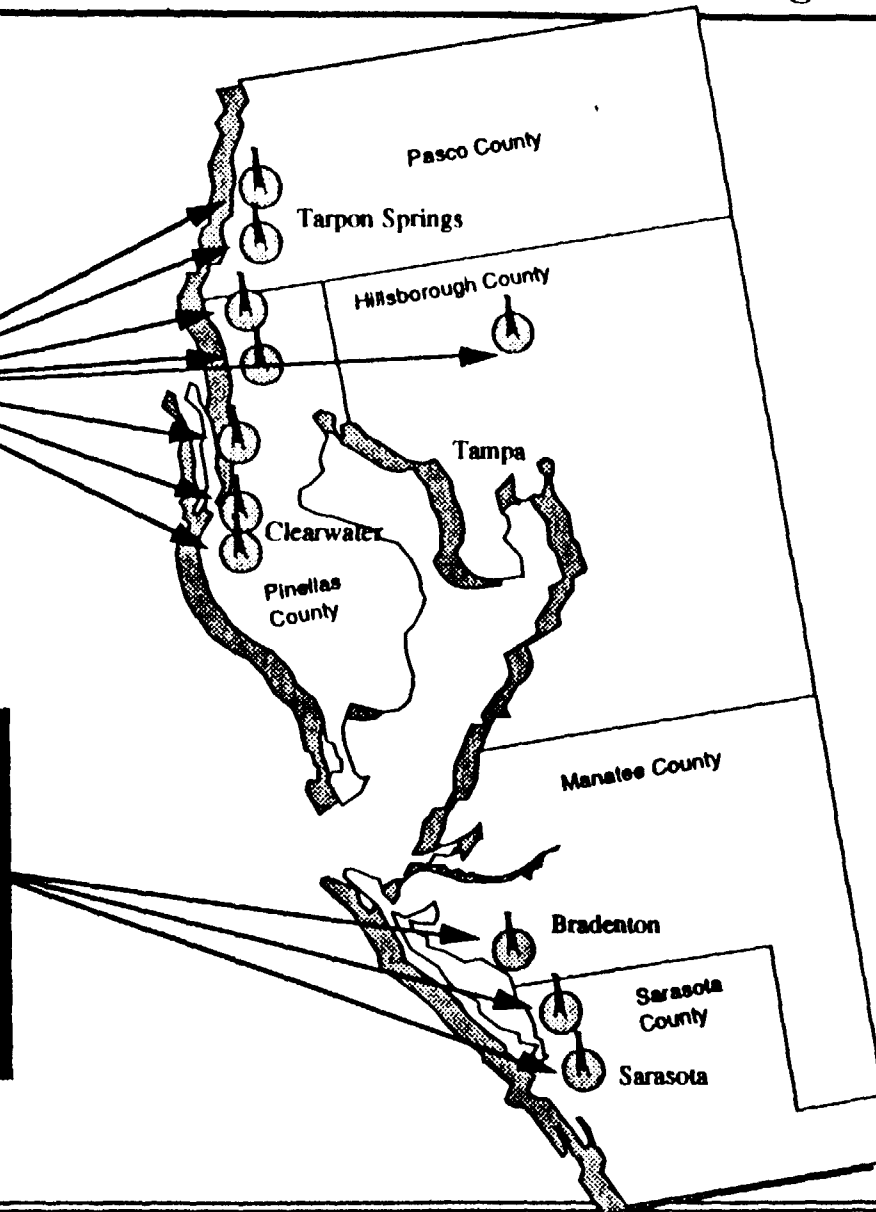 Pasco County
Tarpon Springs
Hillsborough County
Tampa
Clearwater
Pinellas
County
Manatee County
Bradenton
Sarasota
County
Sarasota